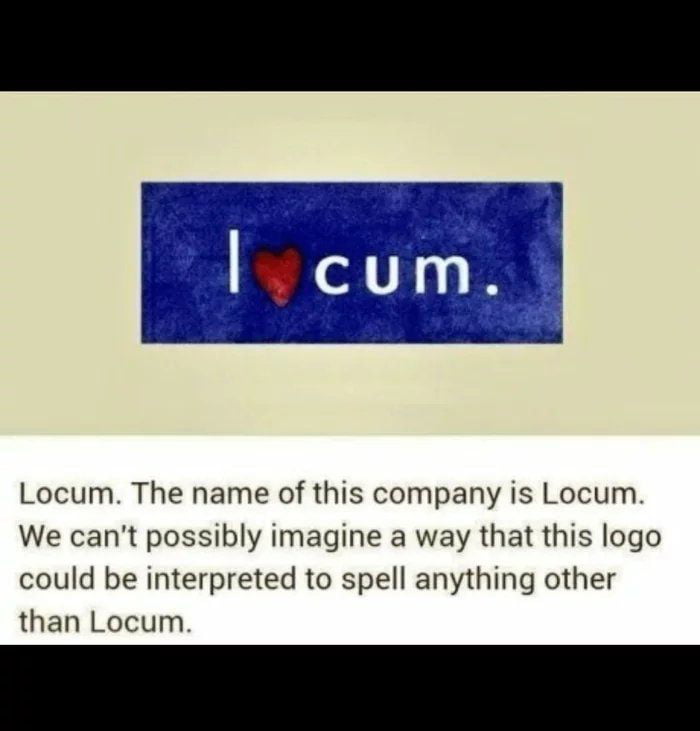 l♥cum.
Locum. The name of this company is Locum.
We can't possibly imagine a way that this logo
could be interpreted to spell anything other
than Locum.